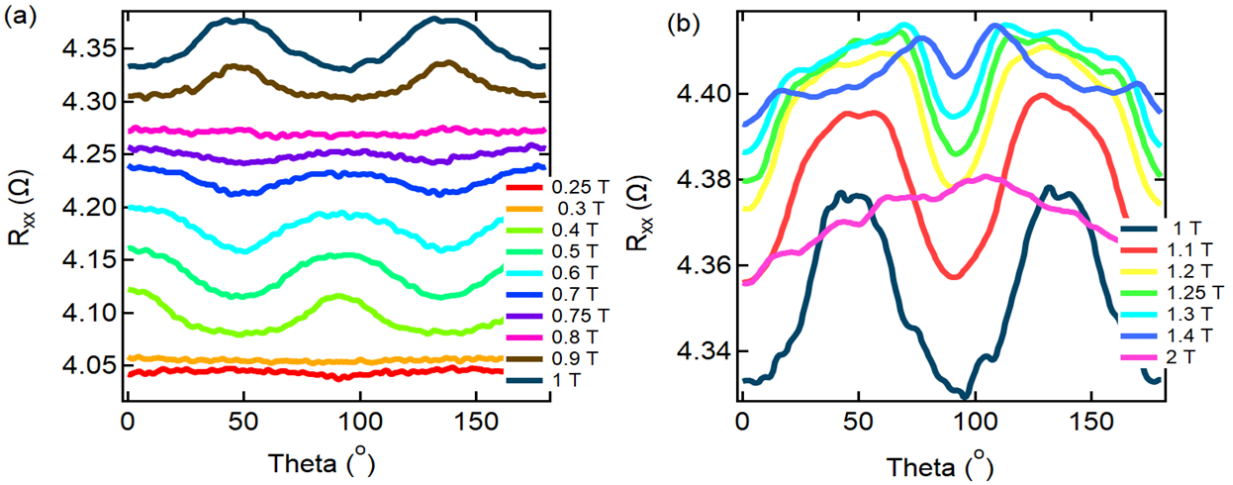 (a)
R_xx (Ω)
4.35
4.30
4.25
4.20
4.15
4.10
4.05
0
50
100
150
Theta (°)
0.25 T
0.3 T
0.4 T
0.5 T
0.6 T
0.7 T
0.75 T
0.8 T
0.9 T
1 T
(b)
R_xx (Ω)
4.40
4.38
4.36
4.34
0
50
100
150
Theta (°)
1 T
1.1 T
1.2 T
1.25 T
1.3 T
1.4 T
2 T